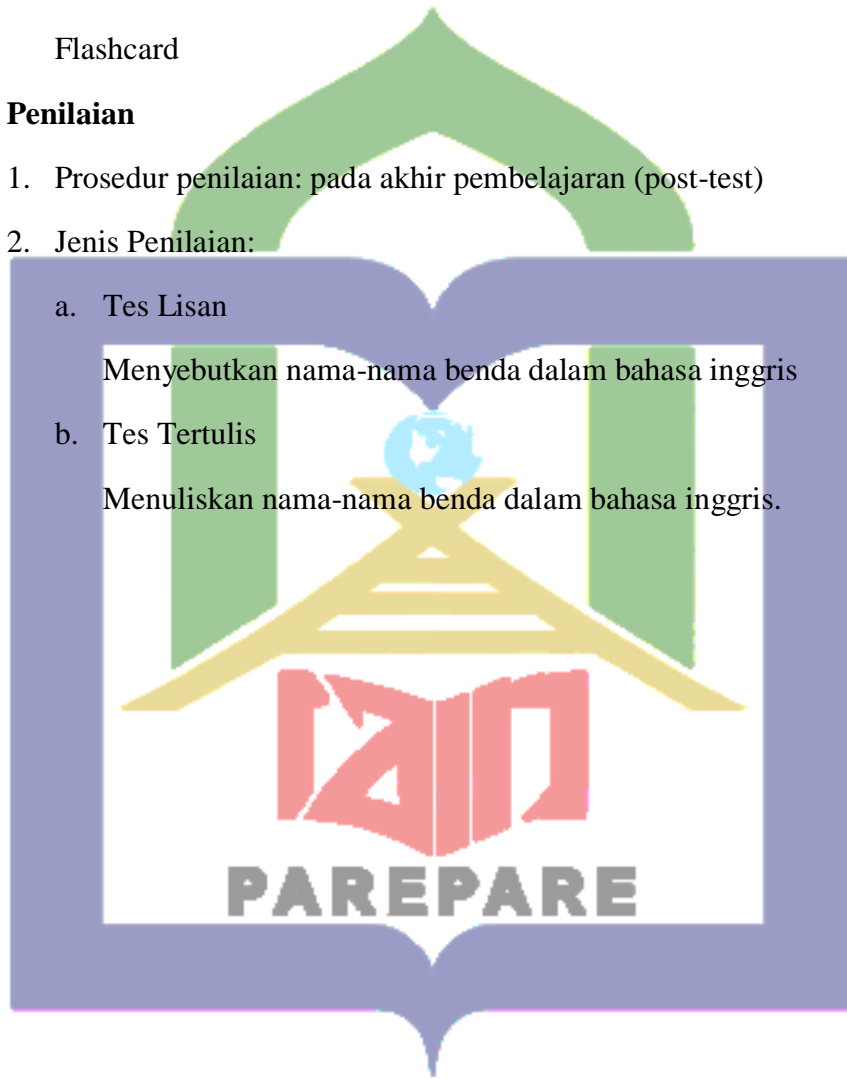 Flashcard
Penilaian
1. Prosedur penilaian: pada akhir pembelajaran (post-test)
2. Jenis Penilaian:
a. Tes Lisan
Menyebutkan nama-nama benda dalam bahasa inggris
b. Tes Tertulis
Menuliskan nama-nama benda dalam bahasa inggris.
iain
PAREPARE